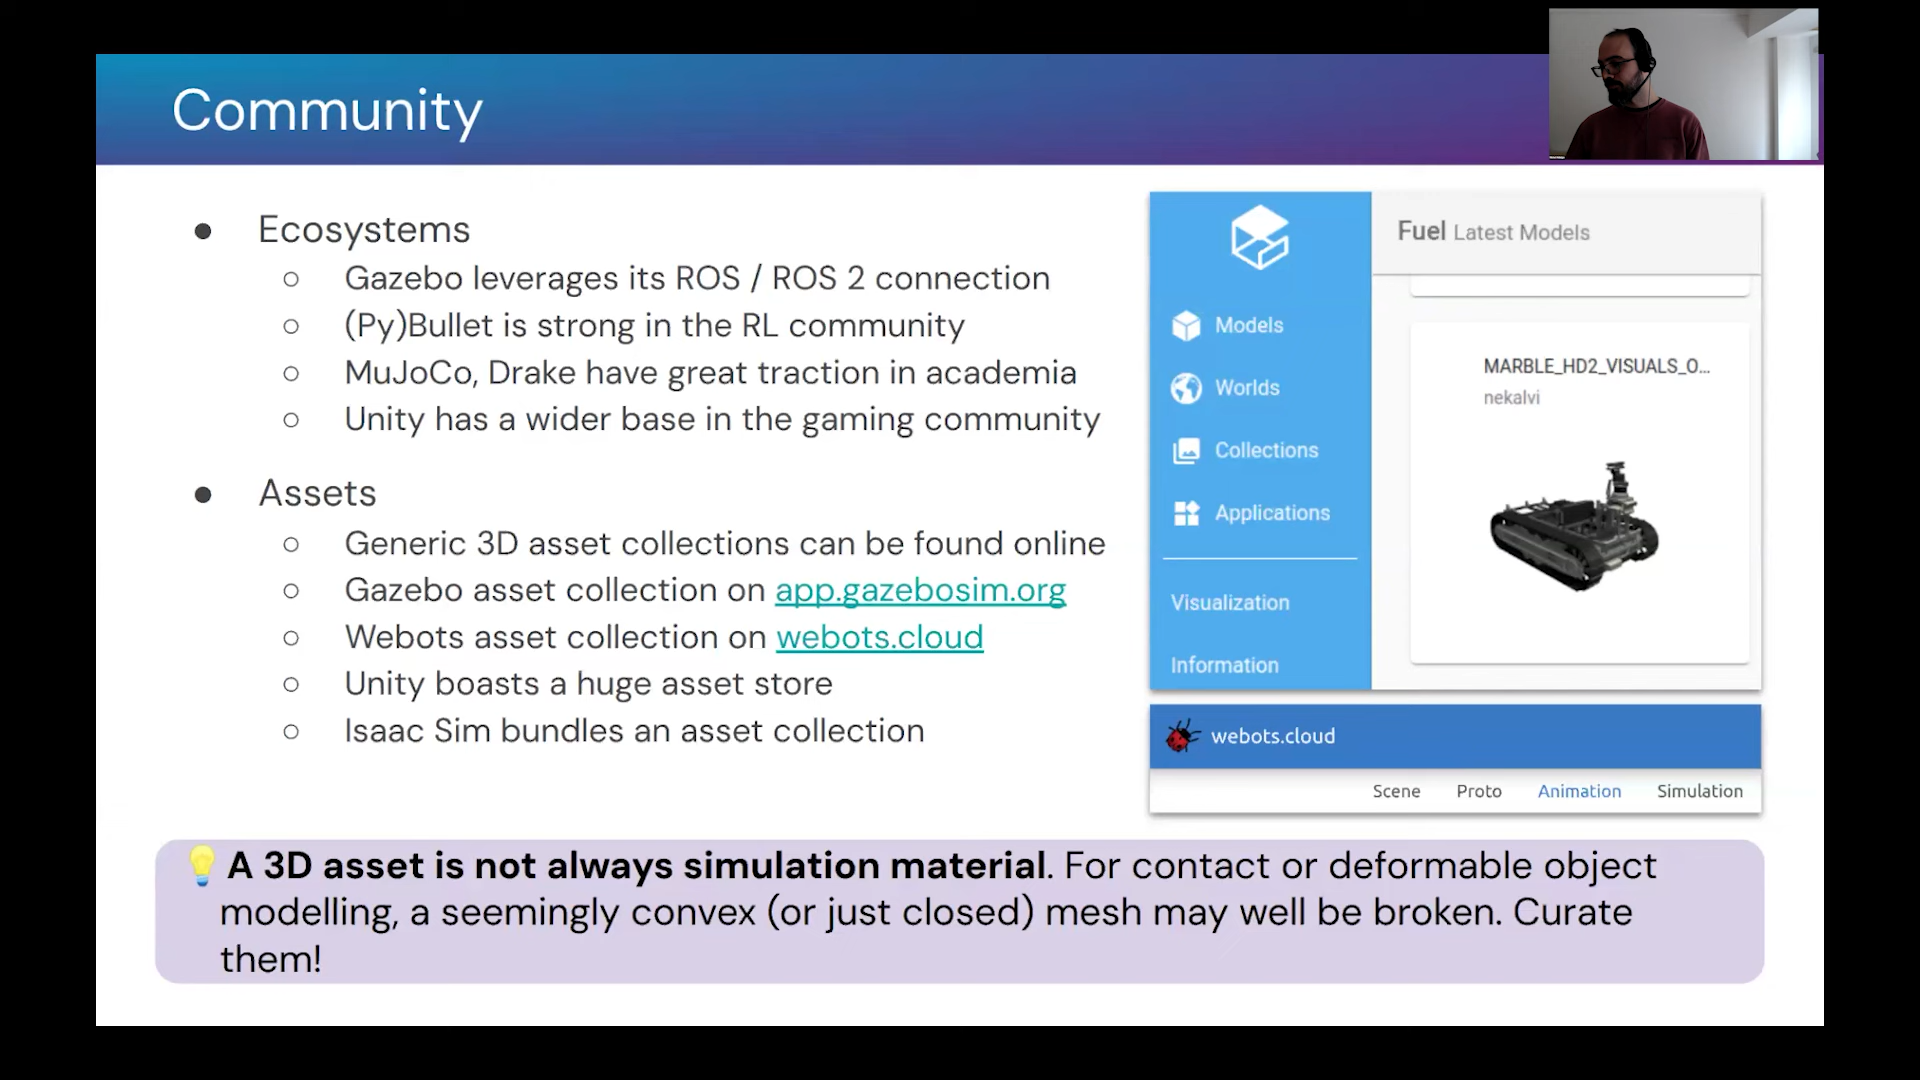 Community
● Ecosystems
○ Gazebo leverages its ROS / ROS 2 connection
○ (Py)Bullet is strong in the RL community
○ MuJoCo, Drake have great traction in academia
○ Unity has a wider base in the gaming community
● Assets
○ Generic 3D asset collections can be found online
○ Gazebo asset collection on app.gazebosim.org
○ Webots asset collection on webots.cloud
○ Unity boasts a huge asset store
○ Isaac Sim bundles an asset collection
Fuel Latest Models
Models
Worlds
Collections
Applications
Visualization
Information
MARBLE_HD2_VISUALS_O...
nekalvi
webots.cloud
Scene Proto Animation Simulation
💡A 3D asset is not always simulation material. For contact or deformable object
modelling, a seemingly convex (or just closed) mesh may well be broken. Curate
them!